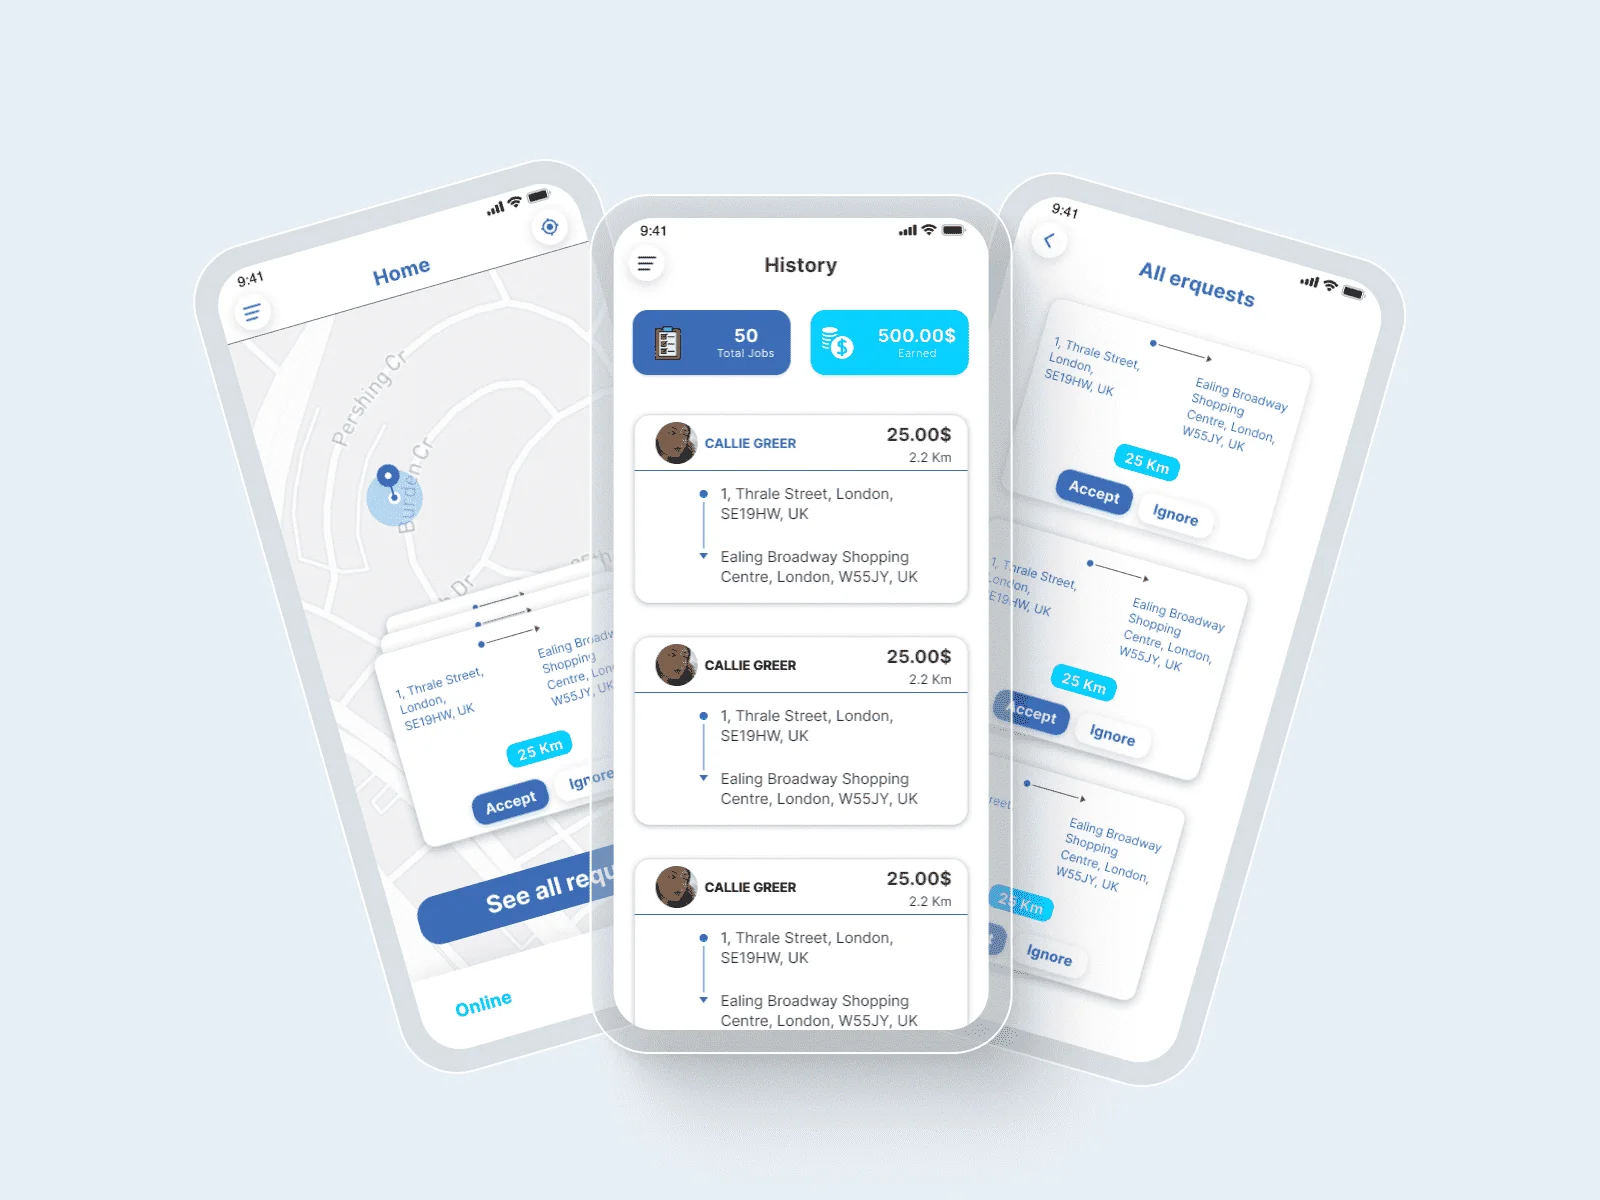 9:41
Home
Pershing Cr
Burden Cr
Dr
1, Thrale Street,
London,
SE19HW, UK
Ealing Broadway
Shopping
Centre, London,
W55JY, UK
25 Km
Accept
Ignore
See all requ
Online
9:41
History
50
Total Jobs
500.00$
Earned
CALLIE GREER
25.00$
2.2 Km
1, Thrale Street, London,
SE19HW, UK
Ealing Broadway Shopping
Centre, London, W55JY, UK
CALLIE GREER
25.00$
2.2 Km
1, Thrale Street, London,
SE19HW, UK
Ealing Broadway Shopping
Centre, London, W55JY, UK
CALLIE GREER
25.00$
2.2 Km
1, Thrale Street, London,
SE19HW, UK
Ealing Broadway Shopping
Centre, London, W55JY, UK
9:41
All erquests
1, Thrale Street,
London,
SE19HW, UK
Ealing Broadway
Shopping
Centre, London,
W55JY, UK
25 Km
Accept
Ignore
1, Thrale Street,
London,
SE19HW, UK
Ealing Broadway
Shopping
Centre, London,
W55JY, UK
25 Km
Accept
Ignore
Ealing Broadway
Shopping
Centre, London,
W55JY, UK
25 Km
Ignore